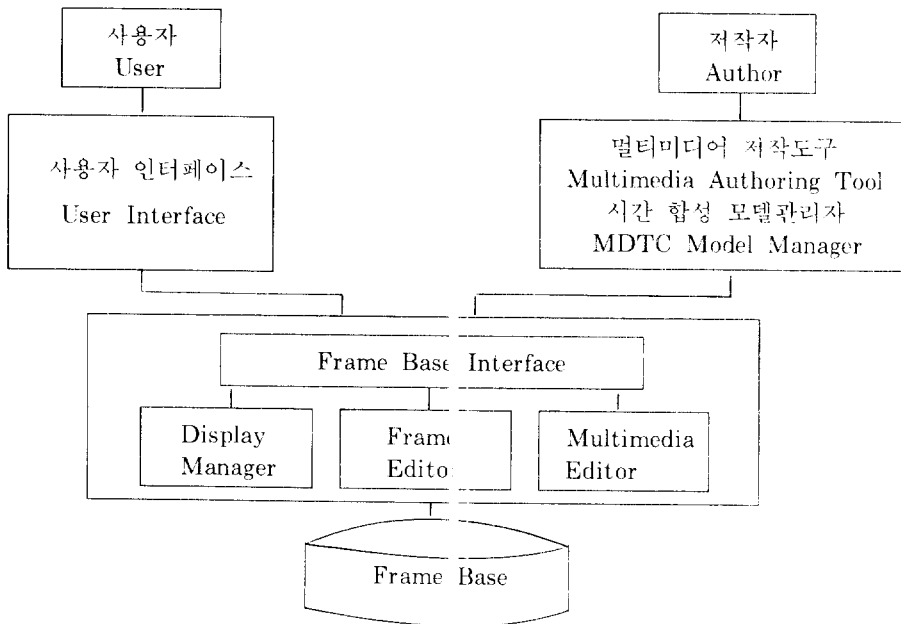 사용자
User
저작자
Author
사용자 인터페이스
User Interface
멀티미디어 저작도구
Multimedia Authoring Tool
시간 합성 모델관리자
MDTC Model Manager
Frame Base Interface
Display
Manager
Frame
Editor
Multimedia
Editor
Frame Base